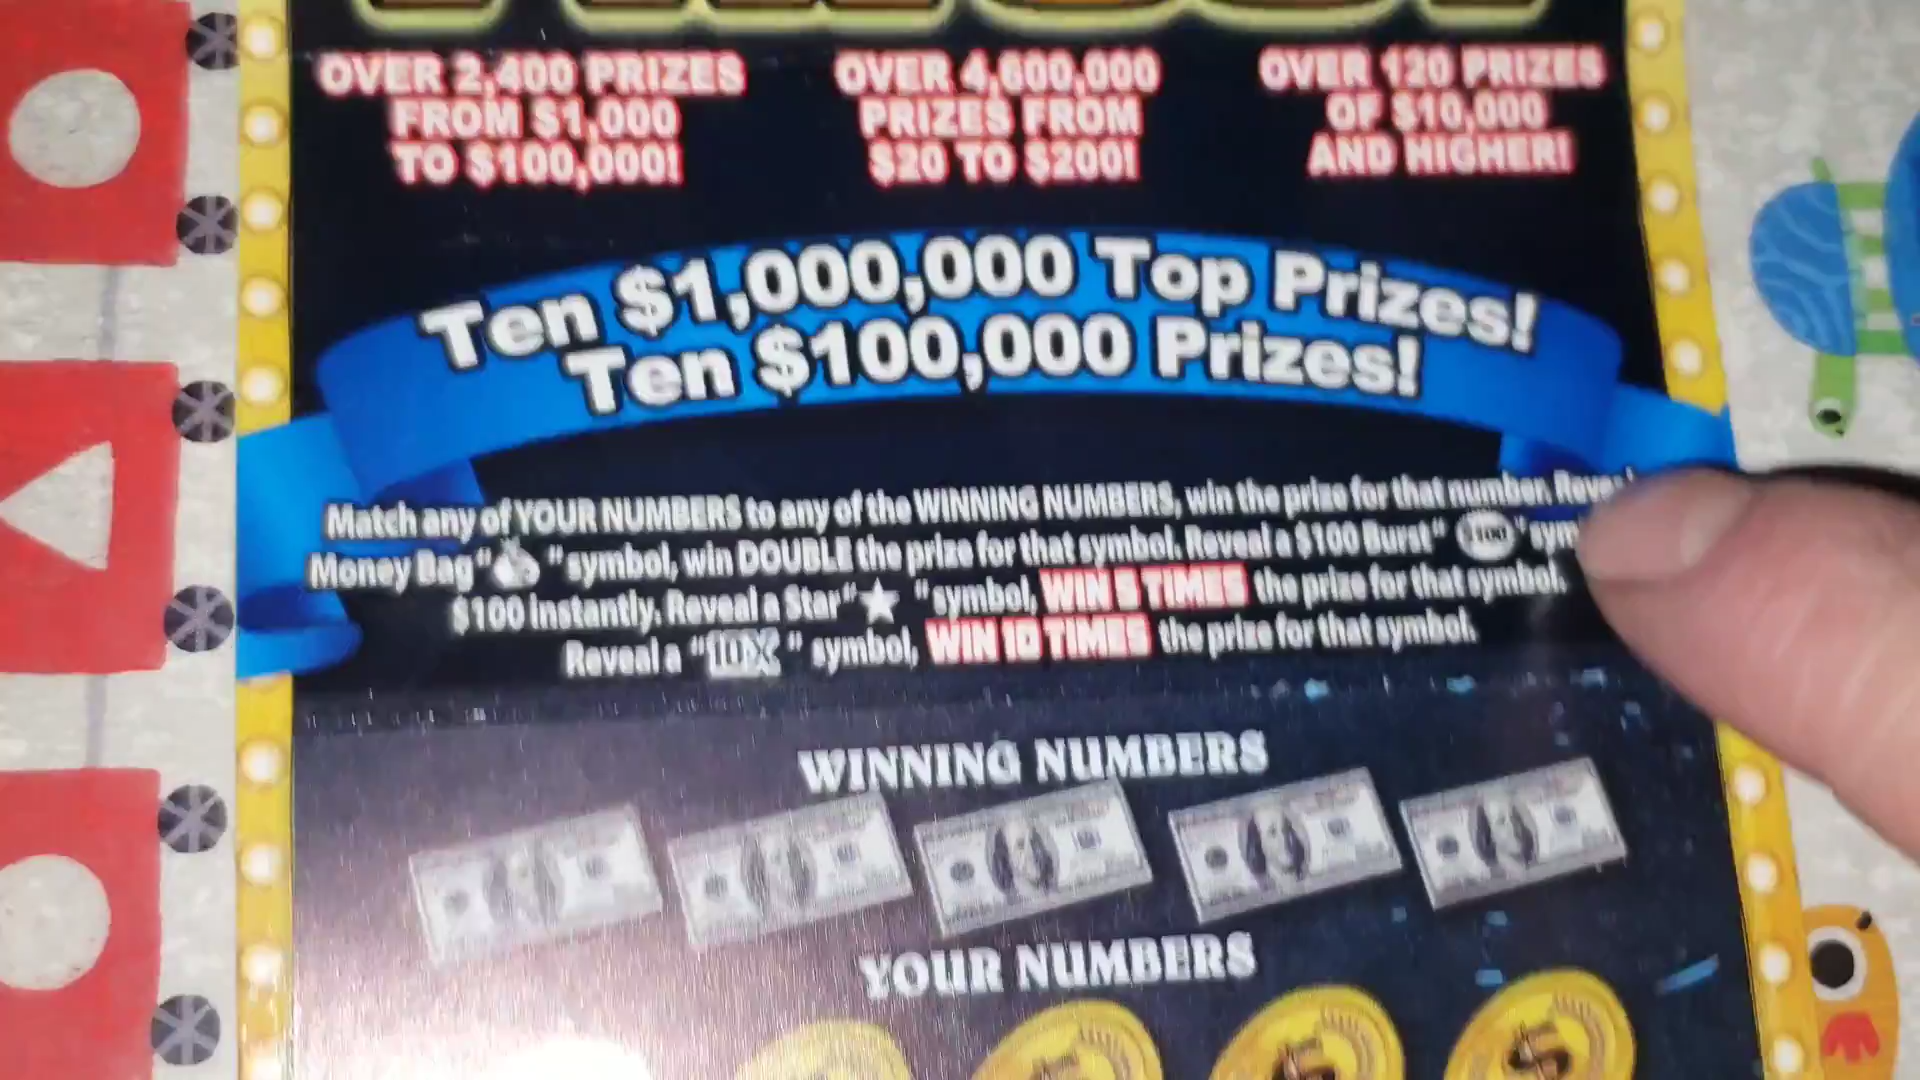 OVER 2,400 PRIZES
FROM $1,000
TO $100,000!
OVER 4,600,000
PRIZES FROM
$20 TO $200!
OVER 120 PRIZES
OF $10,000
AND HIGHER!
Ten $1,000,000 Top Prizes!
Ten $100,000 Prizes!
Match any of YOUR NUMBERS to any of the WINNING NUMBERS, win the prize for that number.
Money Bag " " symbol, win DOUBLE the prize for that symbol. Reveal a $100 Burst " $100 "
$100 instantly. Reveal a Star " " symbol, WIN 5 TIMES the prize for that symbol.
Reveal a "10X" symbol, WIN 10 TIMES the prize for that symbol.
WINNING NUMBERS
YOUR NUMBERS